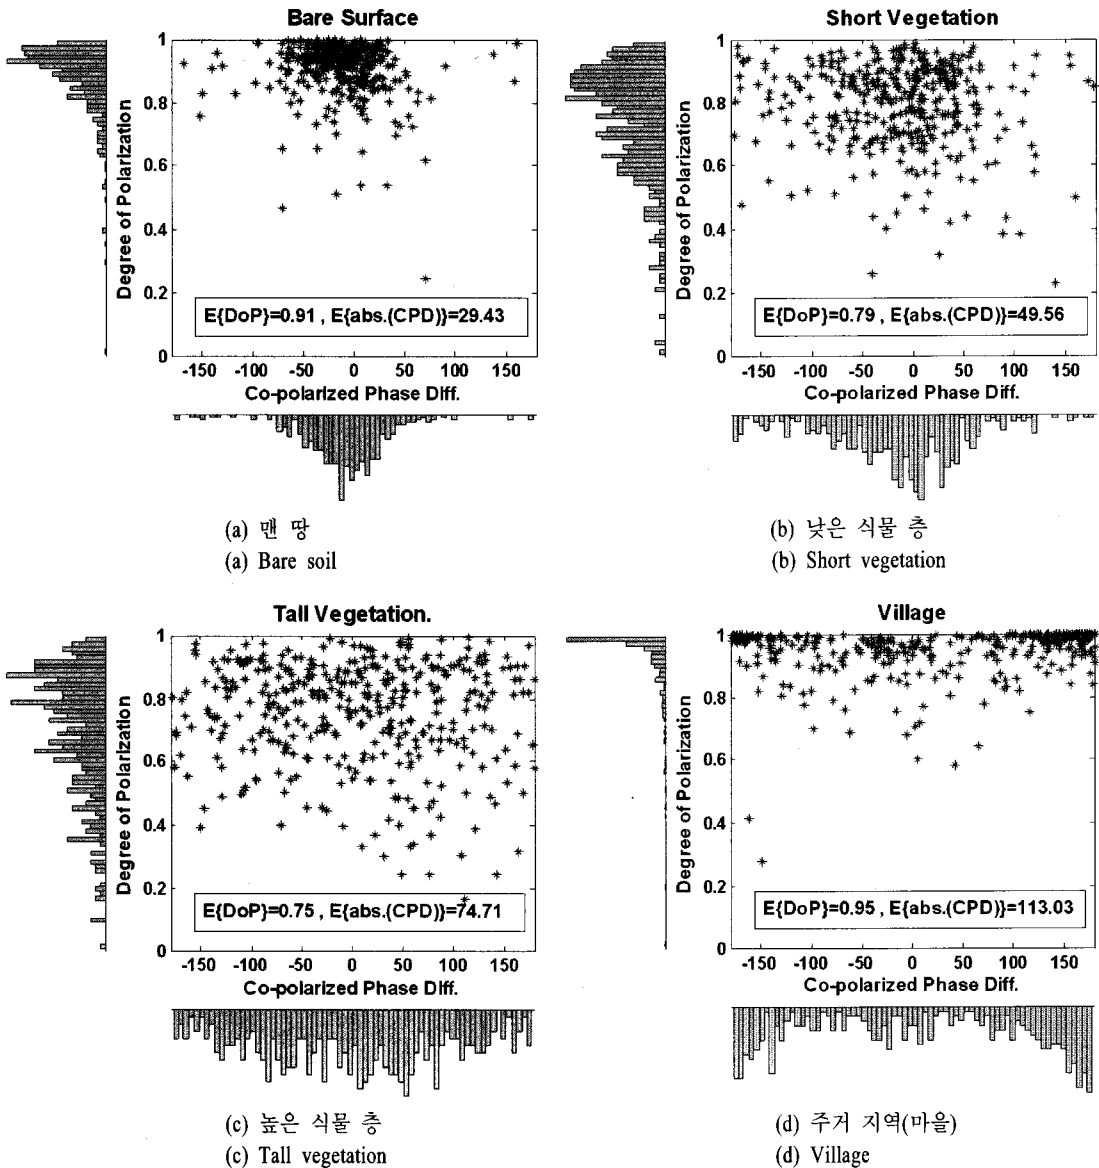 Bare Surface
1
0.8
0.6
0.4
0.2
0
Degree of Polarization
E{DoP}=0.91 , E{abs.(CPD)}=29.43
-150 -100 -50 0 50 100 150
Co-polarized Phase Diff.
(a) 맨 땅
(a) Bare soil
Short Vegetation
1
0.8
0.6
0.4
0.2
0
Degree of Polarization
E{DoP}=0.79 , E{abs.(CPD)}=49.56
-150 -100 -50 0 50 100 150
Co-polarized Phase Diff.
(b) 낮은 식물 층
(b) Short vegetation
Tall Vegetation.
1
0.8
0.6
0.4
0.2
0
Degree of Polarization
E{DoP}=0.75 , E{abs.(CPD)}=74.71
-150 -100 -50 0 50 100 150
Co-polarized Phase Diff.
(c) 높은 식물 층
(c) Tall vegetation
Village
1
0.8
0.6
0.4
0.2
0
Degree of Polarization
E{DoP}=0.95 , E{abs.(CPD)}=113.03
-150 -100 -50 0 50 100 150
Co-polarized Phase Diff.
(d) 주거 지역(마을)
(d) Village